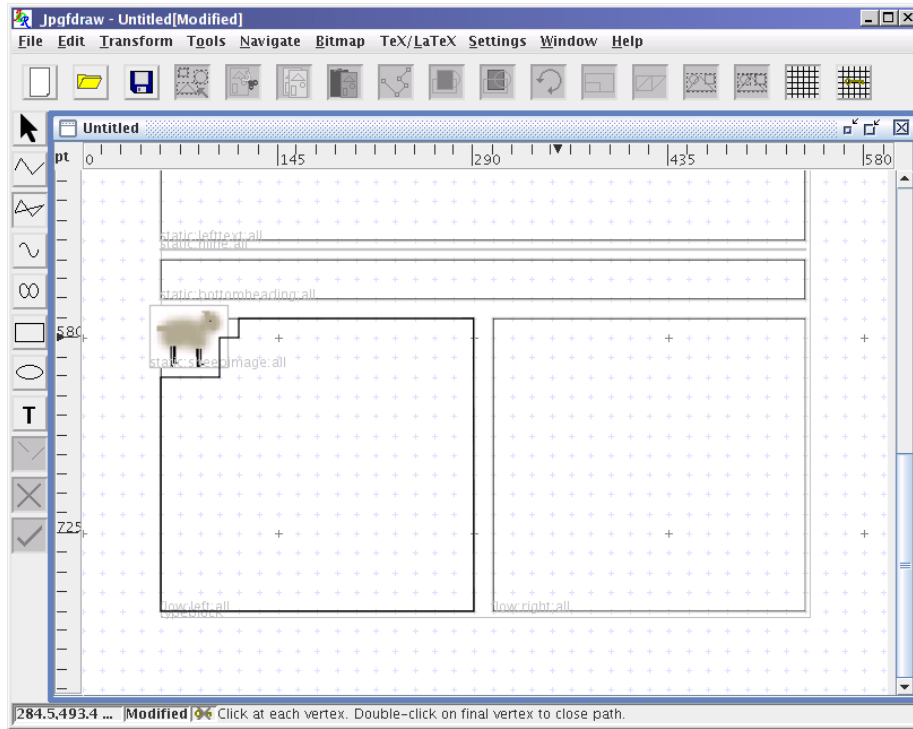 Jpgfdraw - Untitled[Modified]
File Edit Transform Tools Navigate Bitmap TeX/LaTeX Settings Window Help
Untitled
pt 0 145 290 435 580
static:lefttext:all
static:hline:all
static:bottomheading:all
580
static:sheepimage:all
725
flow:left:all
flow:right:all
typeblock
T
284.5,493.4 ... Modified Click at each vertex. Double-click on final vertex to close path.